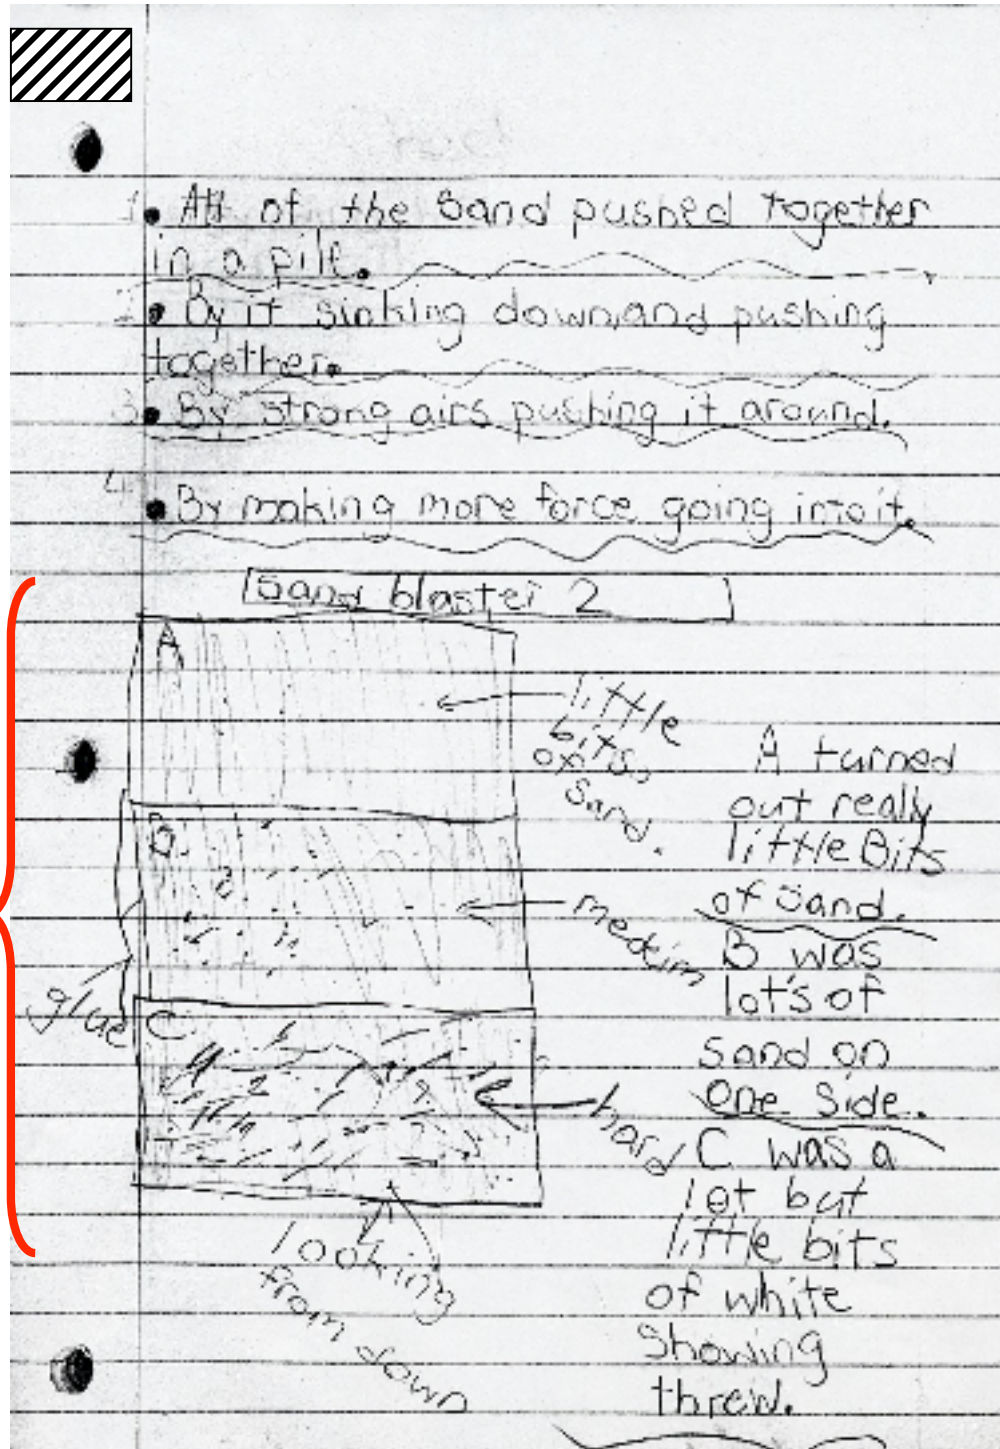 1. All of the Sand pushed together
in a pile.
2. By it sinking down, and pushing
together.
3. By strong airs pushing it around.
4. By making more force going into it.
Sand blaster 2
A
little
bits
of
Sand.
B
medeim
glue
C
hard
looking
from down
A turned
out really
little Bits
of Sand.
B was
lot's of
sand on
one Side.
C was a
lot but
little bits
of white
Showing
threw.